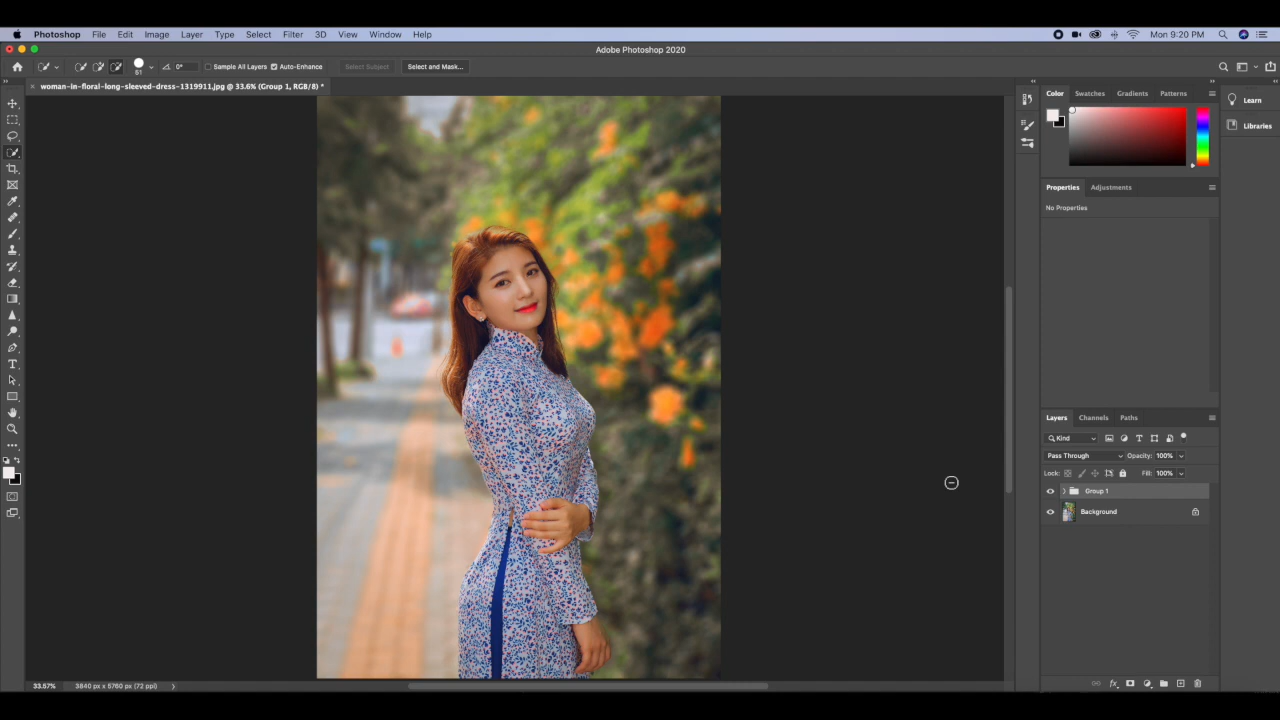 Photoshop File Edit Image Layer Type Select Filter 3D View Window Help Mon 9:20 PM
Adobe Photoshop 2020
61 0° Sample All Layers Auto-Enhance Select Subject Select and Mask...
woman-in-floral-long-sleeved-dress-1319911.jpg @ 33.6% (Group 1, RGB/8) *
Color Swatches Gradients Patterns
Learn
Libraries
Properties Adjustments
No Properties
Layers Channels Paths
Kind
Pass Through Opacity: 100%
Lock: Fill: 100%
Group 1
Background
33.57% 3840 px x 5760 px (72 ppi)